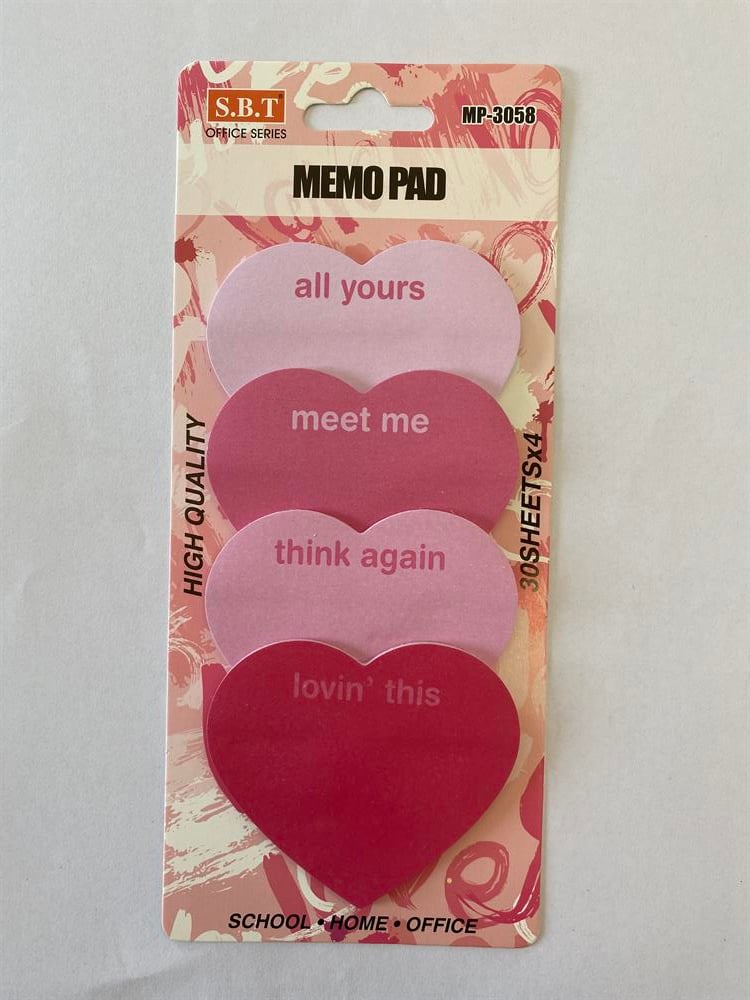 S.B.T
OFFICE SERIES
MP-3058
MEMO PAD
all yours
meet me
think again
lovin' this
HIGH QUALITY
30SHEETSx4
SCHOOL • HOME • OFFICE